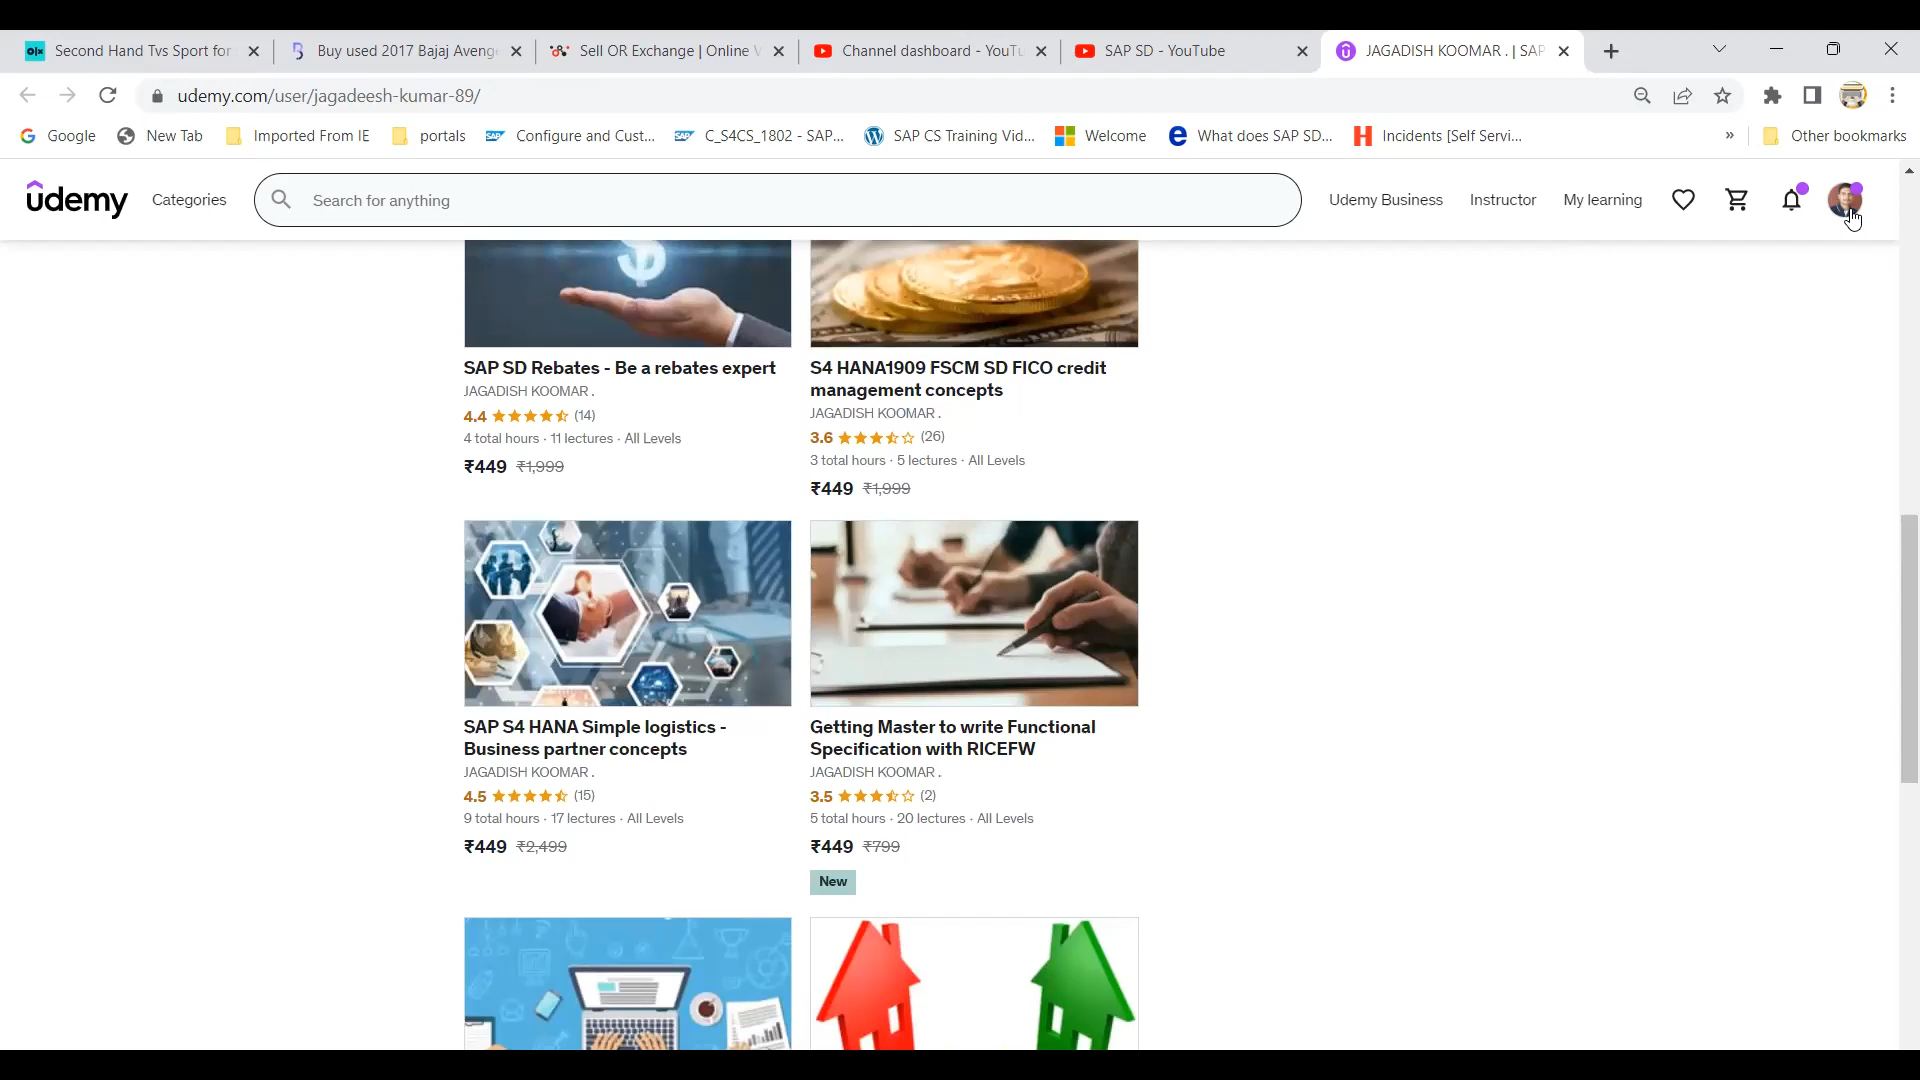 olx Second Hand Tvs Sport for
Buy used 2017 Bajaj Aveng
Sell OR Exchange | Online V
Channel dashboard - YouTu
SAP SD - YouTube
JAGADISH KOOMAR . | SAP
udemy.com/user/jagadeesh-kumar-89/
Google
New Tab
Imported From IE
portals
Configure and Cust...
C_S4CS_1802 - SAP...
SAP CS Training Vid...
Welcome
What does SAP SD...
Incidents [Self Servi...
»
Other bookmarks
udemy
Categories
Search for anything
Udemy Business
Instructor
My learning
SAP SD Rebates - Be a rebates expert
JAGADISH KOOMAR .
4.4 (14)
4 total hours · 11 lectures · All Levels
₹449 ₹1,999
S4 HANA1909 FSCM SD FICO credit
management concepts
JAGADISH KOOMAR .
3.6 (26)
3 total hours · 5 lectures · All Levels
₹449 ₹1,999
SAP S4 HANA Simple logistics -
Business partner concepts
JAGADISH KOOMAR .
4.5 (15)
9 total hours · 17 lectures · All Levels
₹449 ₹2,499
Getting Master to write Functional
Specification with RICEFW
JAGADISH KOOMAR .
3.5 (2)
5 total hours · 20 lectures · All Levels
₹449 ₹799
New